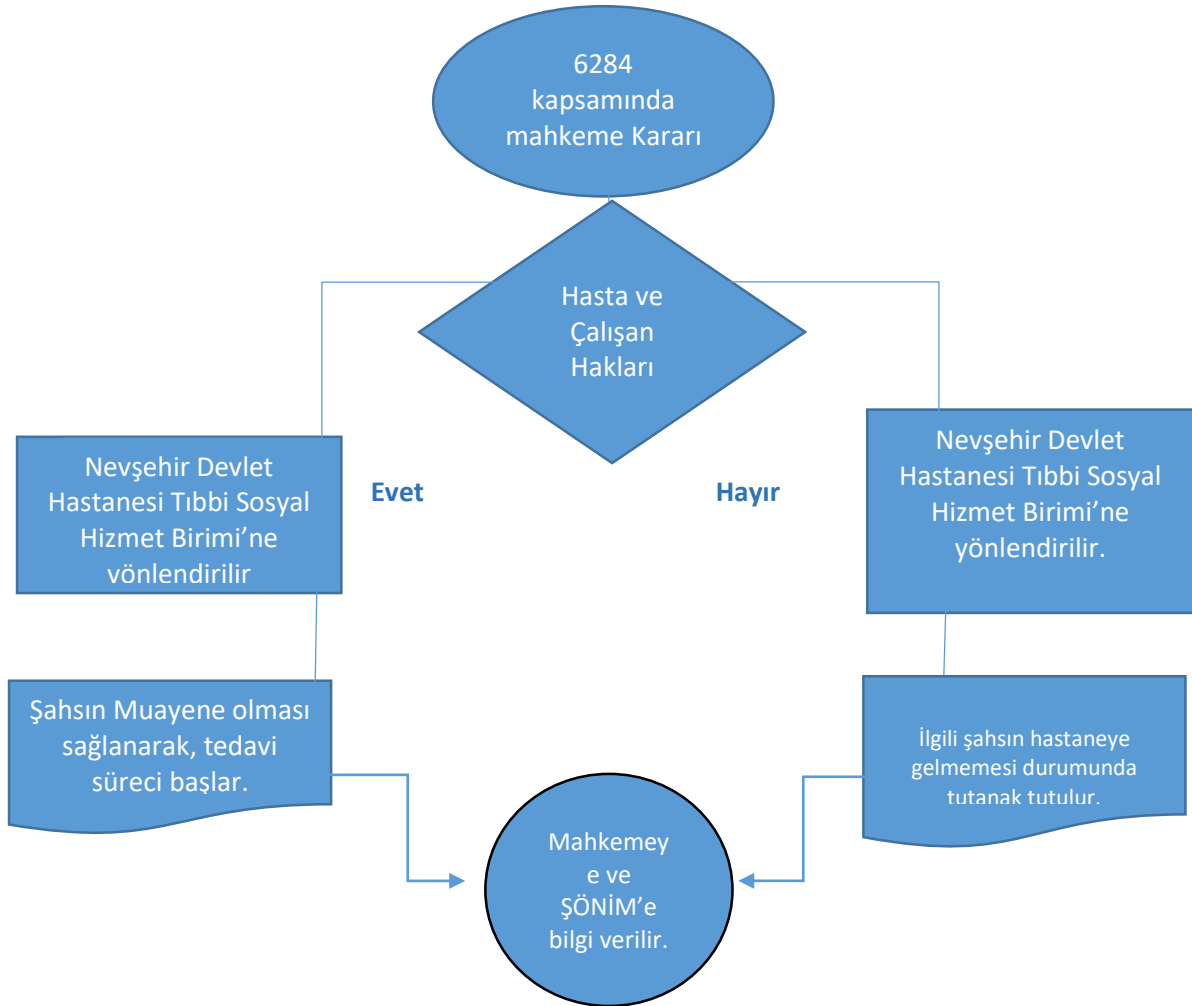 6284
kapsamında
mahkeme Kararı
Hasta ve
Çalışan
Hakları
Evet
Hayır
Nevşehir Devlet
Hastanesi Tıbbi Sosyal
Hizmet Birimi’ne
yönlendirilir
Nevşehir Devlet
Hastanesi Tıbbi Sosyal
Hizmet Birimi’ne
yönlendirilir.
Şahsın Muayene olması
sağlanarak, tedavi
süreci başlar.
İlgili şahsın hastaneye
gelmemesi durumunda
tutanak tutulur.
Mahkemey
e ve
ŞÖNİM’e
bilgi verilir.